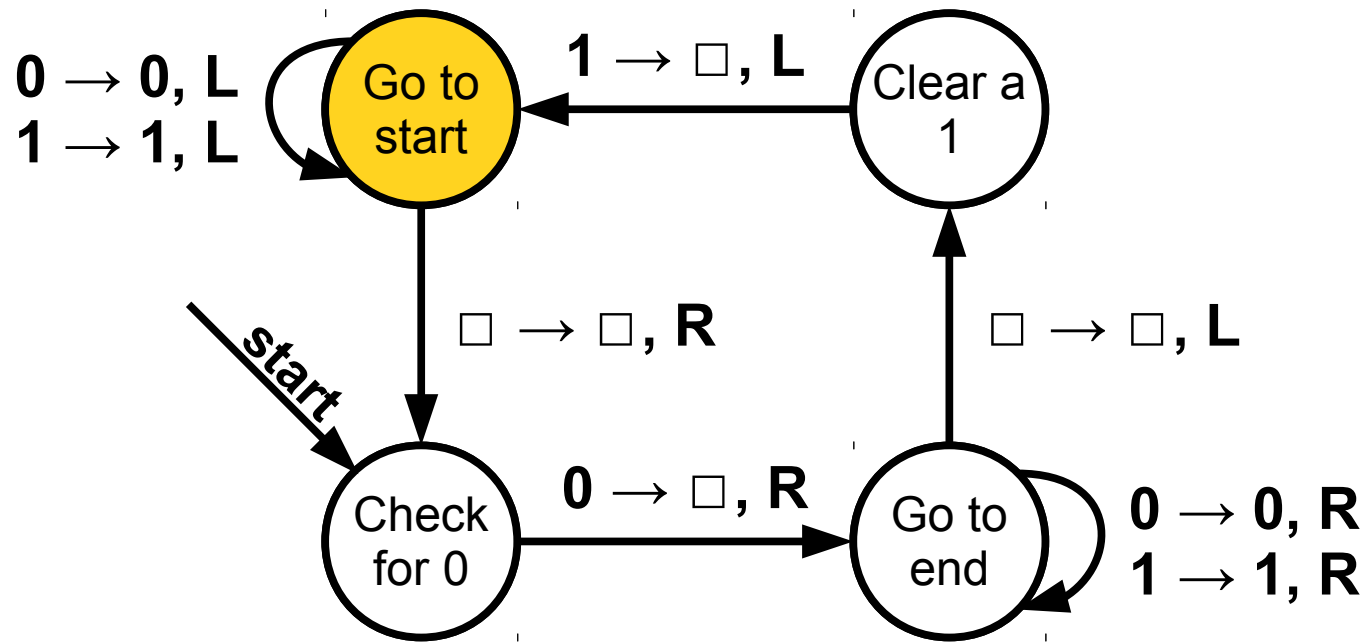 0 → 0, L
1 → 1, L
Go to
start
1 → □, L
Clear a
1
□ → □, R
□ → □, L
start
Check
for 0
0 → □, R
Go to
end
0 → 0, R
1 → 1, R